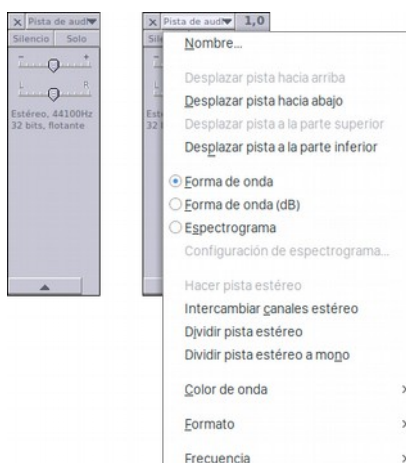 Pista de audi
Silencio Solo
- +
L R
Estéreo, 44100Hz
32 bits, flotante
Pista de audi 1,0
Nombre...
Desplazar pista hacia arriba
Desplazar pista hacia abajo
Desplazar pista a la parte superior
Desplazar pista a la parte inferior
Forma de onda
Forma de onda (dB)
Espectrograma
Configuración de espectrograma...
Hacer pista estéreo
Intercambiar canales estéreo
Dividir pista estéreo
Dividir pista estéreo a mono
Color de onda
Formato
Frecuencia